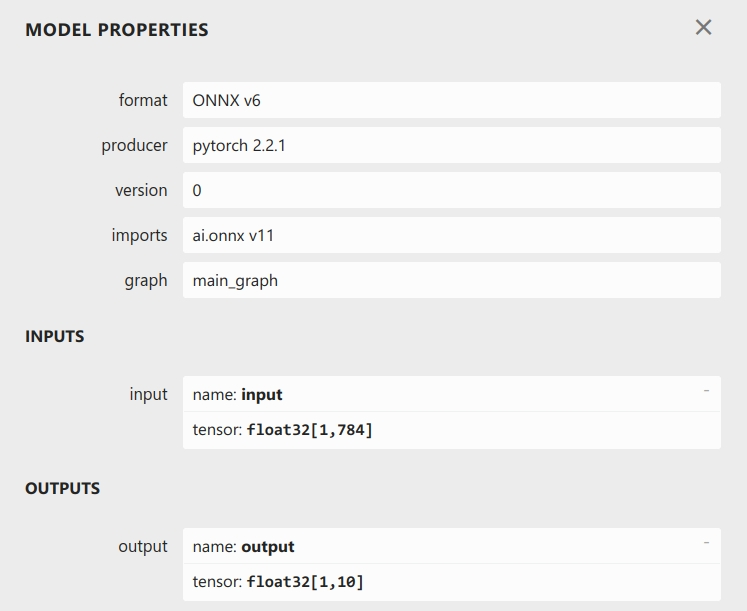 MODEL PROPERTIES
format ONNX v6
producer pytorch 2.2.1
version 0
imports ai.onnx v11
graph main_graph
INPUTS
input name: input -
tensor: float32[1,784]
OUTPUTS
output name: output -
tensor: float32[1,10]